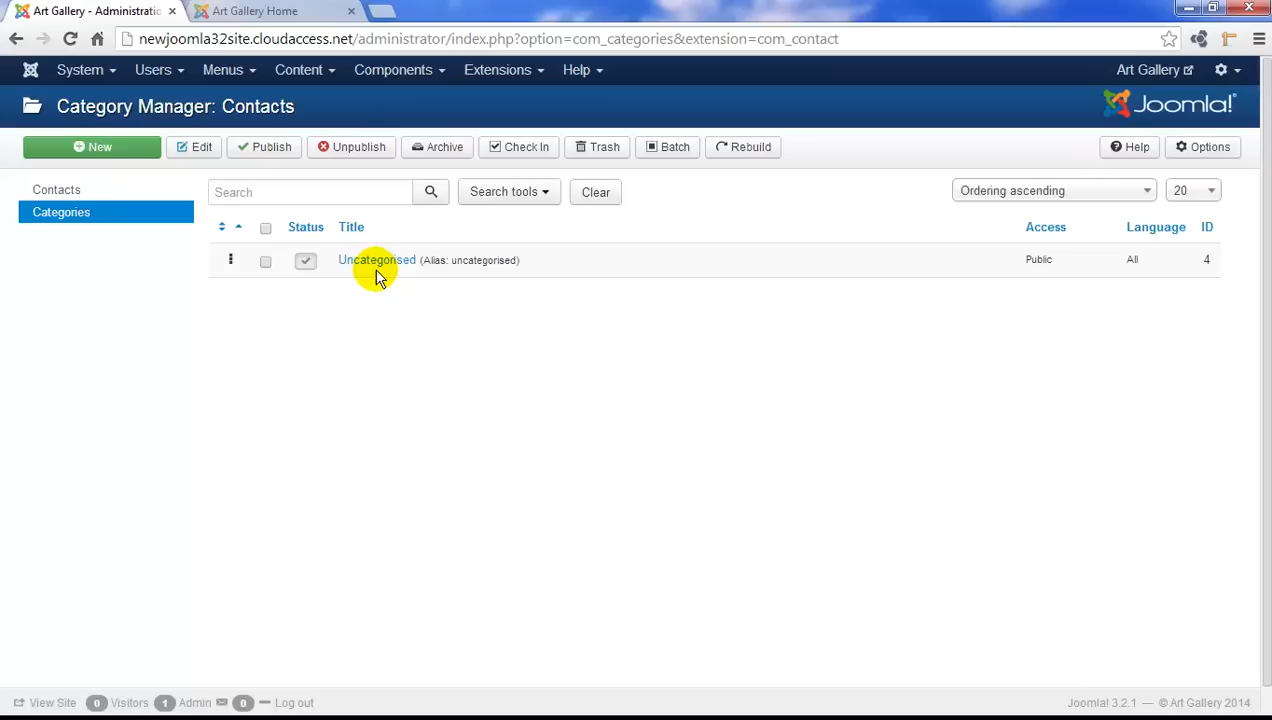 Art Gallery - Administratio
Art Gallery Home
newjoomla32site.cloudaccess.net/administrator/index.php?option=com_categories&extension=com_contact
System Users Menus Content Components Extensions Help Art Gallery
Category Manager: Contacts Joomla!®
New Edit Publish Unpublish Archive Check In Trash Batch Rebuild Help Options
Contacts
Categories
Search Search tools Clear Ordering ascending 20
Status Title Access Language ID
Uncategorised (Alias: uncategorised) Public All 4
View Site 0 Visitors 1 Admin 0 Log out Joomla! 3.2.1 — © Art Gallery 2014